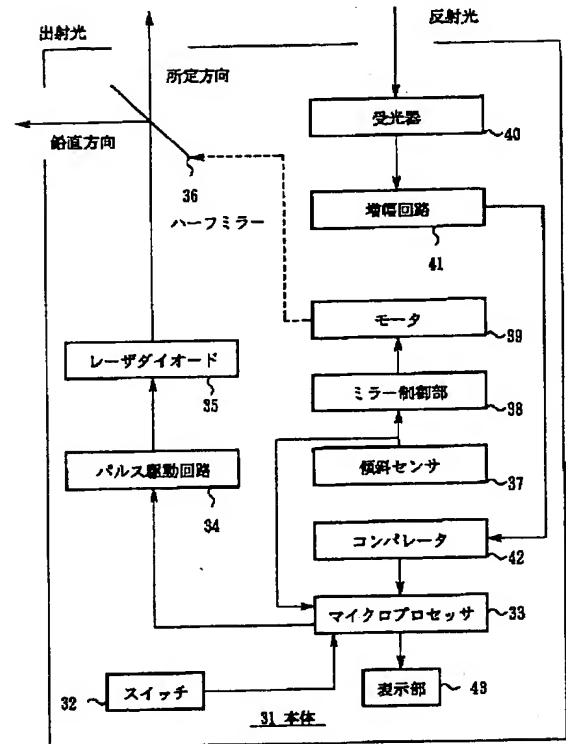 出射光
反射光
所定方向
鉛直方向
受光器
40
36
ハーフミラー
増幅回路
41
モータ
39
レーザダイオード
35
ミラー制御部
38
パルス駆動回路
34
傾斜センサ
37
コンパレータ
42
マイクロプロセッサ
33
32
スイッチ
表示部
43
31 本体